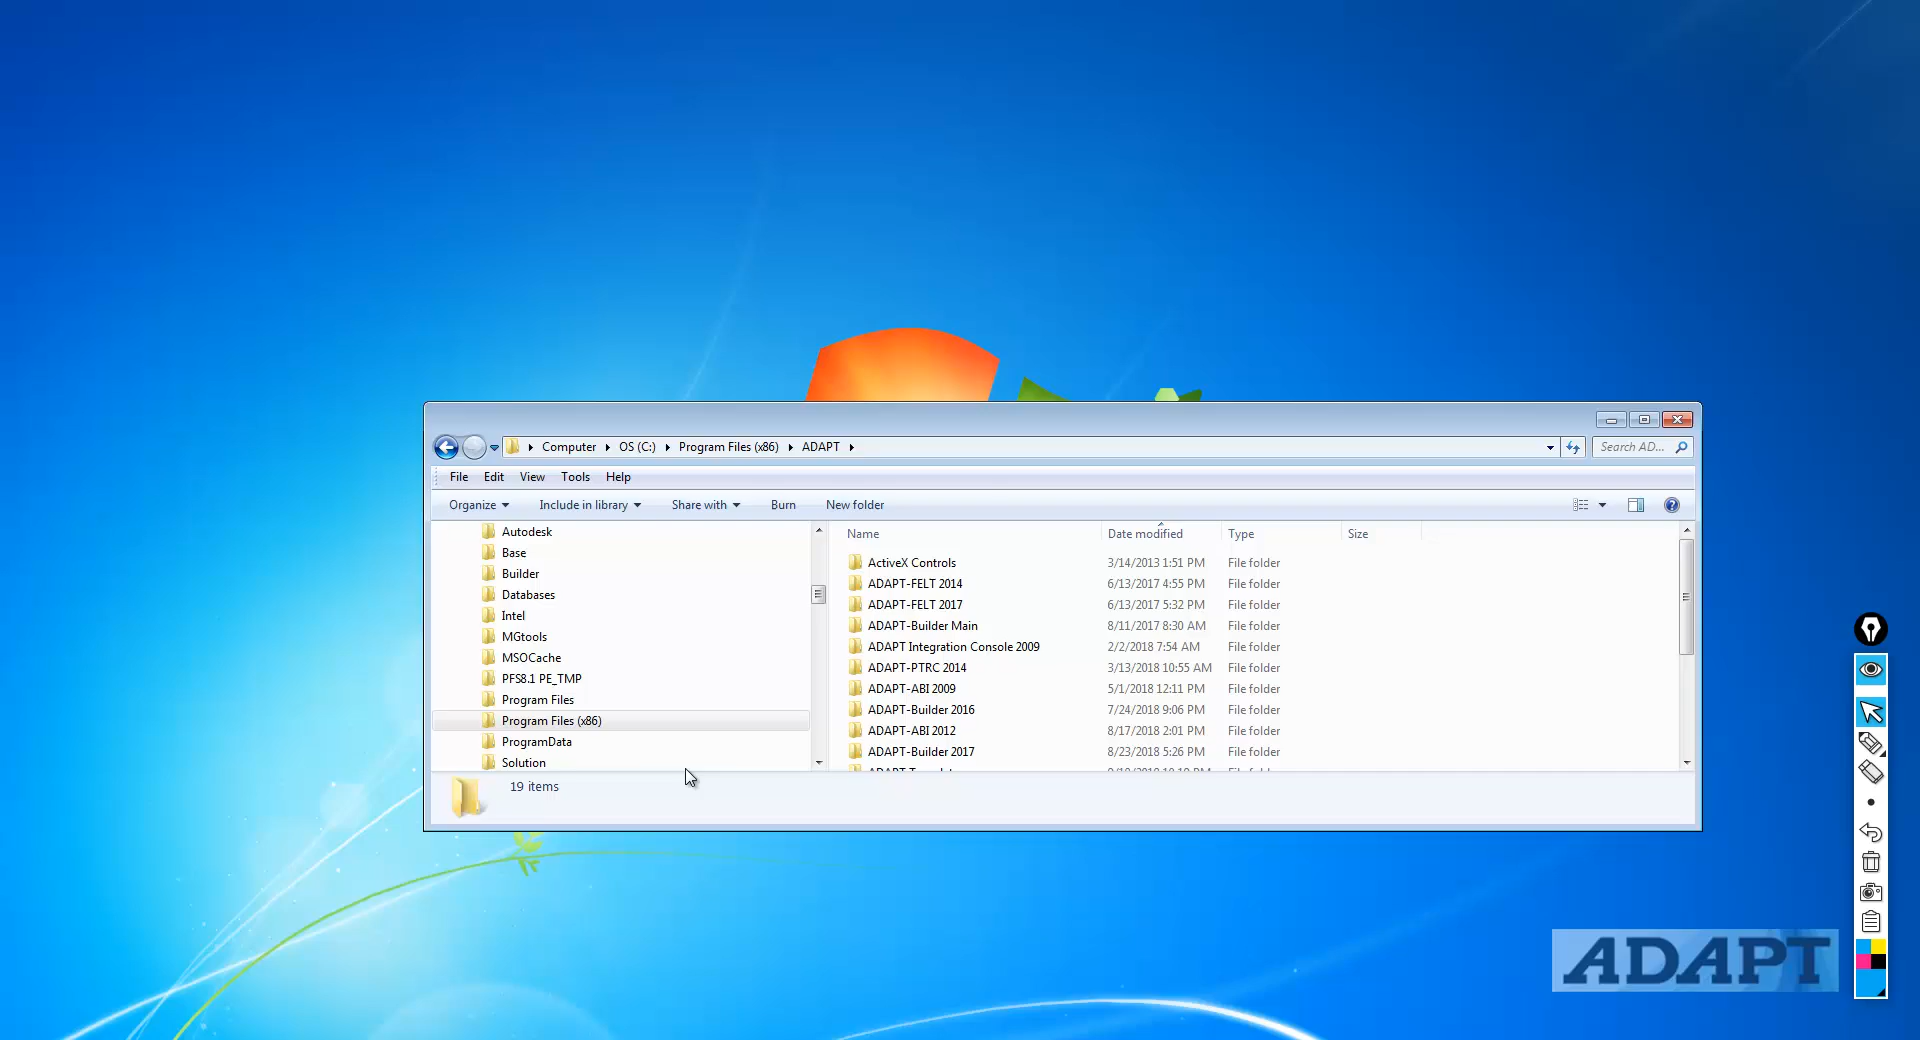 Computer OS (C:) Program Files (x86) ADAPT
Search AD...
File Edit View Tools Help
Organize Include in library Share with Burn New folder
Autodesk
Base
Builder
Databases
Intel
MGtools
MSOCache
PFS8.1 PE_TMP
Program Files
Program Files (x86)
ProgramData
Solution
Name Date modified Type Size
ActiveX Controls 3/14/2013 1:51 PM File folder
ADAPT-FELT 2014 6/13/2017 4:55 PM File folder
ADAPT-FELT 2017 6/13/2017 5:32 PM File folder
ADAPT-Builder Main 8/11/2017 8:30 AM File folder
ADAPT Integration Console 2009 2/2/2018 7:54 AM File folder
ADAPT-PTRC 2014 3/13/2018 10:55 AM File folder
ADAPT-ABI 2009 5/1/2018 12:11 PM File folder
ADAPT-Builder 2016 7/24/2018 9:06 PM File folder
ADAPT-ABI 2012 8/17/2018 2:01 PM File folder
ADAPT-Builder 2017 8/23/2018 5:26 PM File folder
19 items
ADAPT